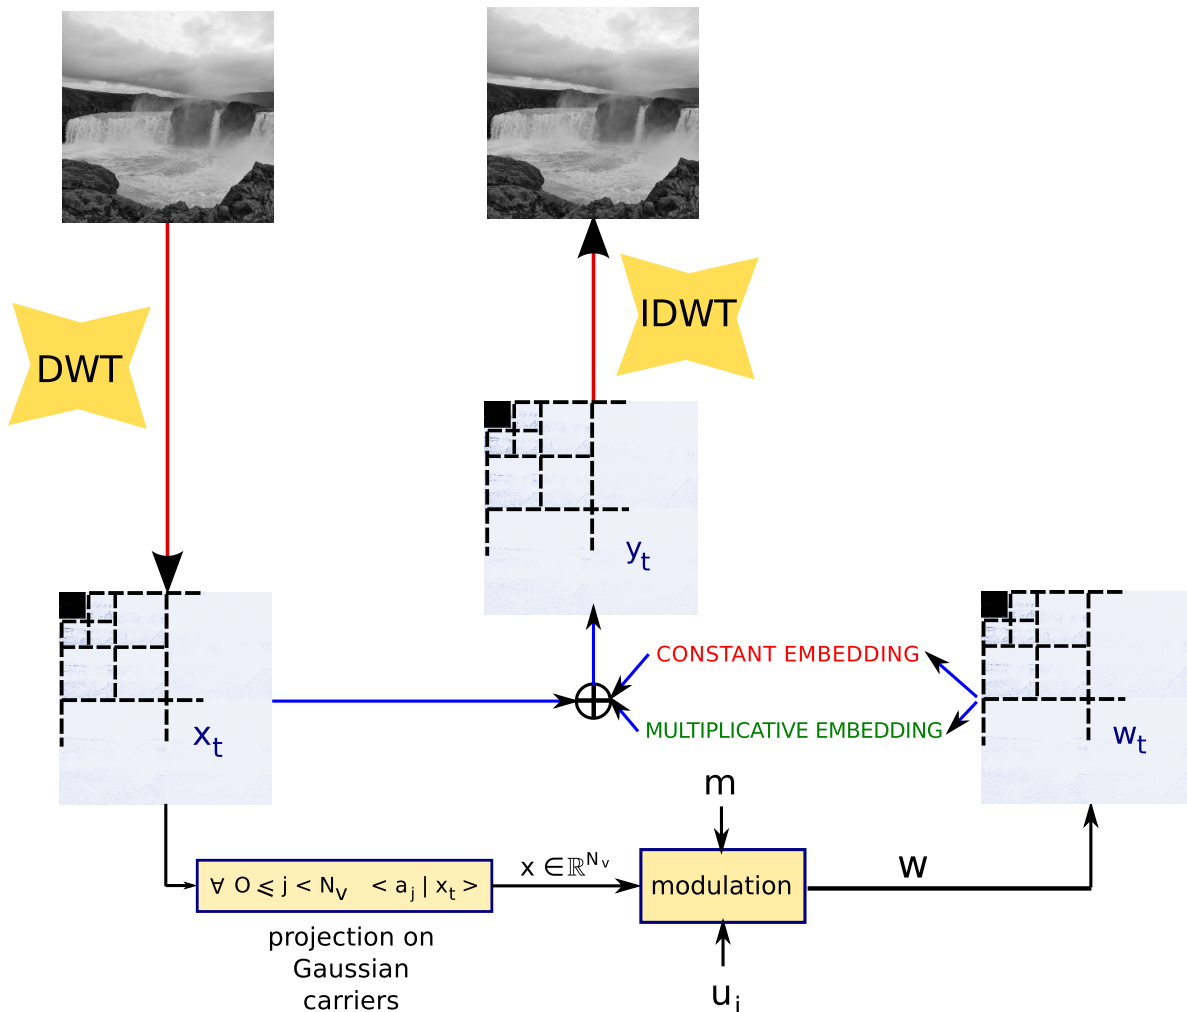 IDWT
DWT
y_t
CONSTANT EMBEDDING
x_t
MULTIPLICATIVE EMBEDDING
w_t
m
x ∈ ℝ^{N_v}
w
∀ O ⩽ j < N_v < a_j | x_t >
modulation
projection on
Gaussian
carriers
u_i